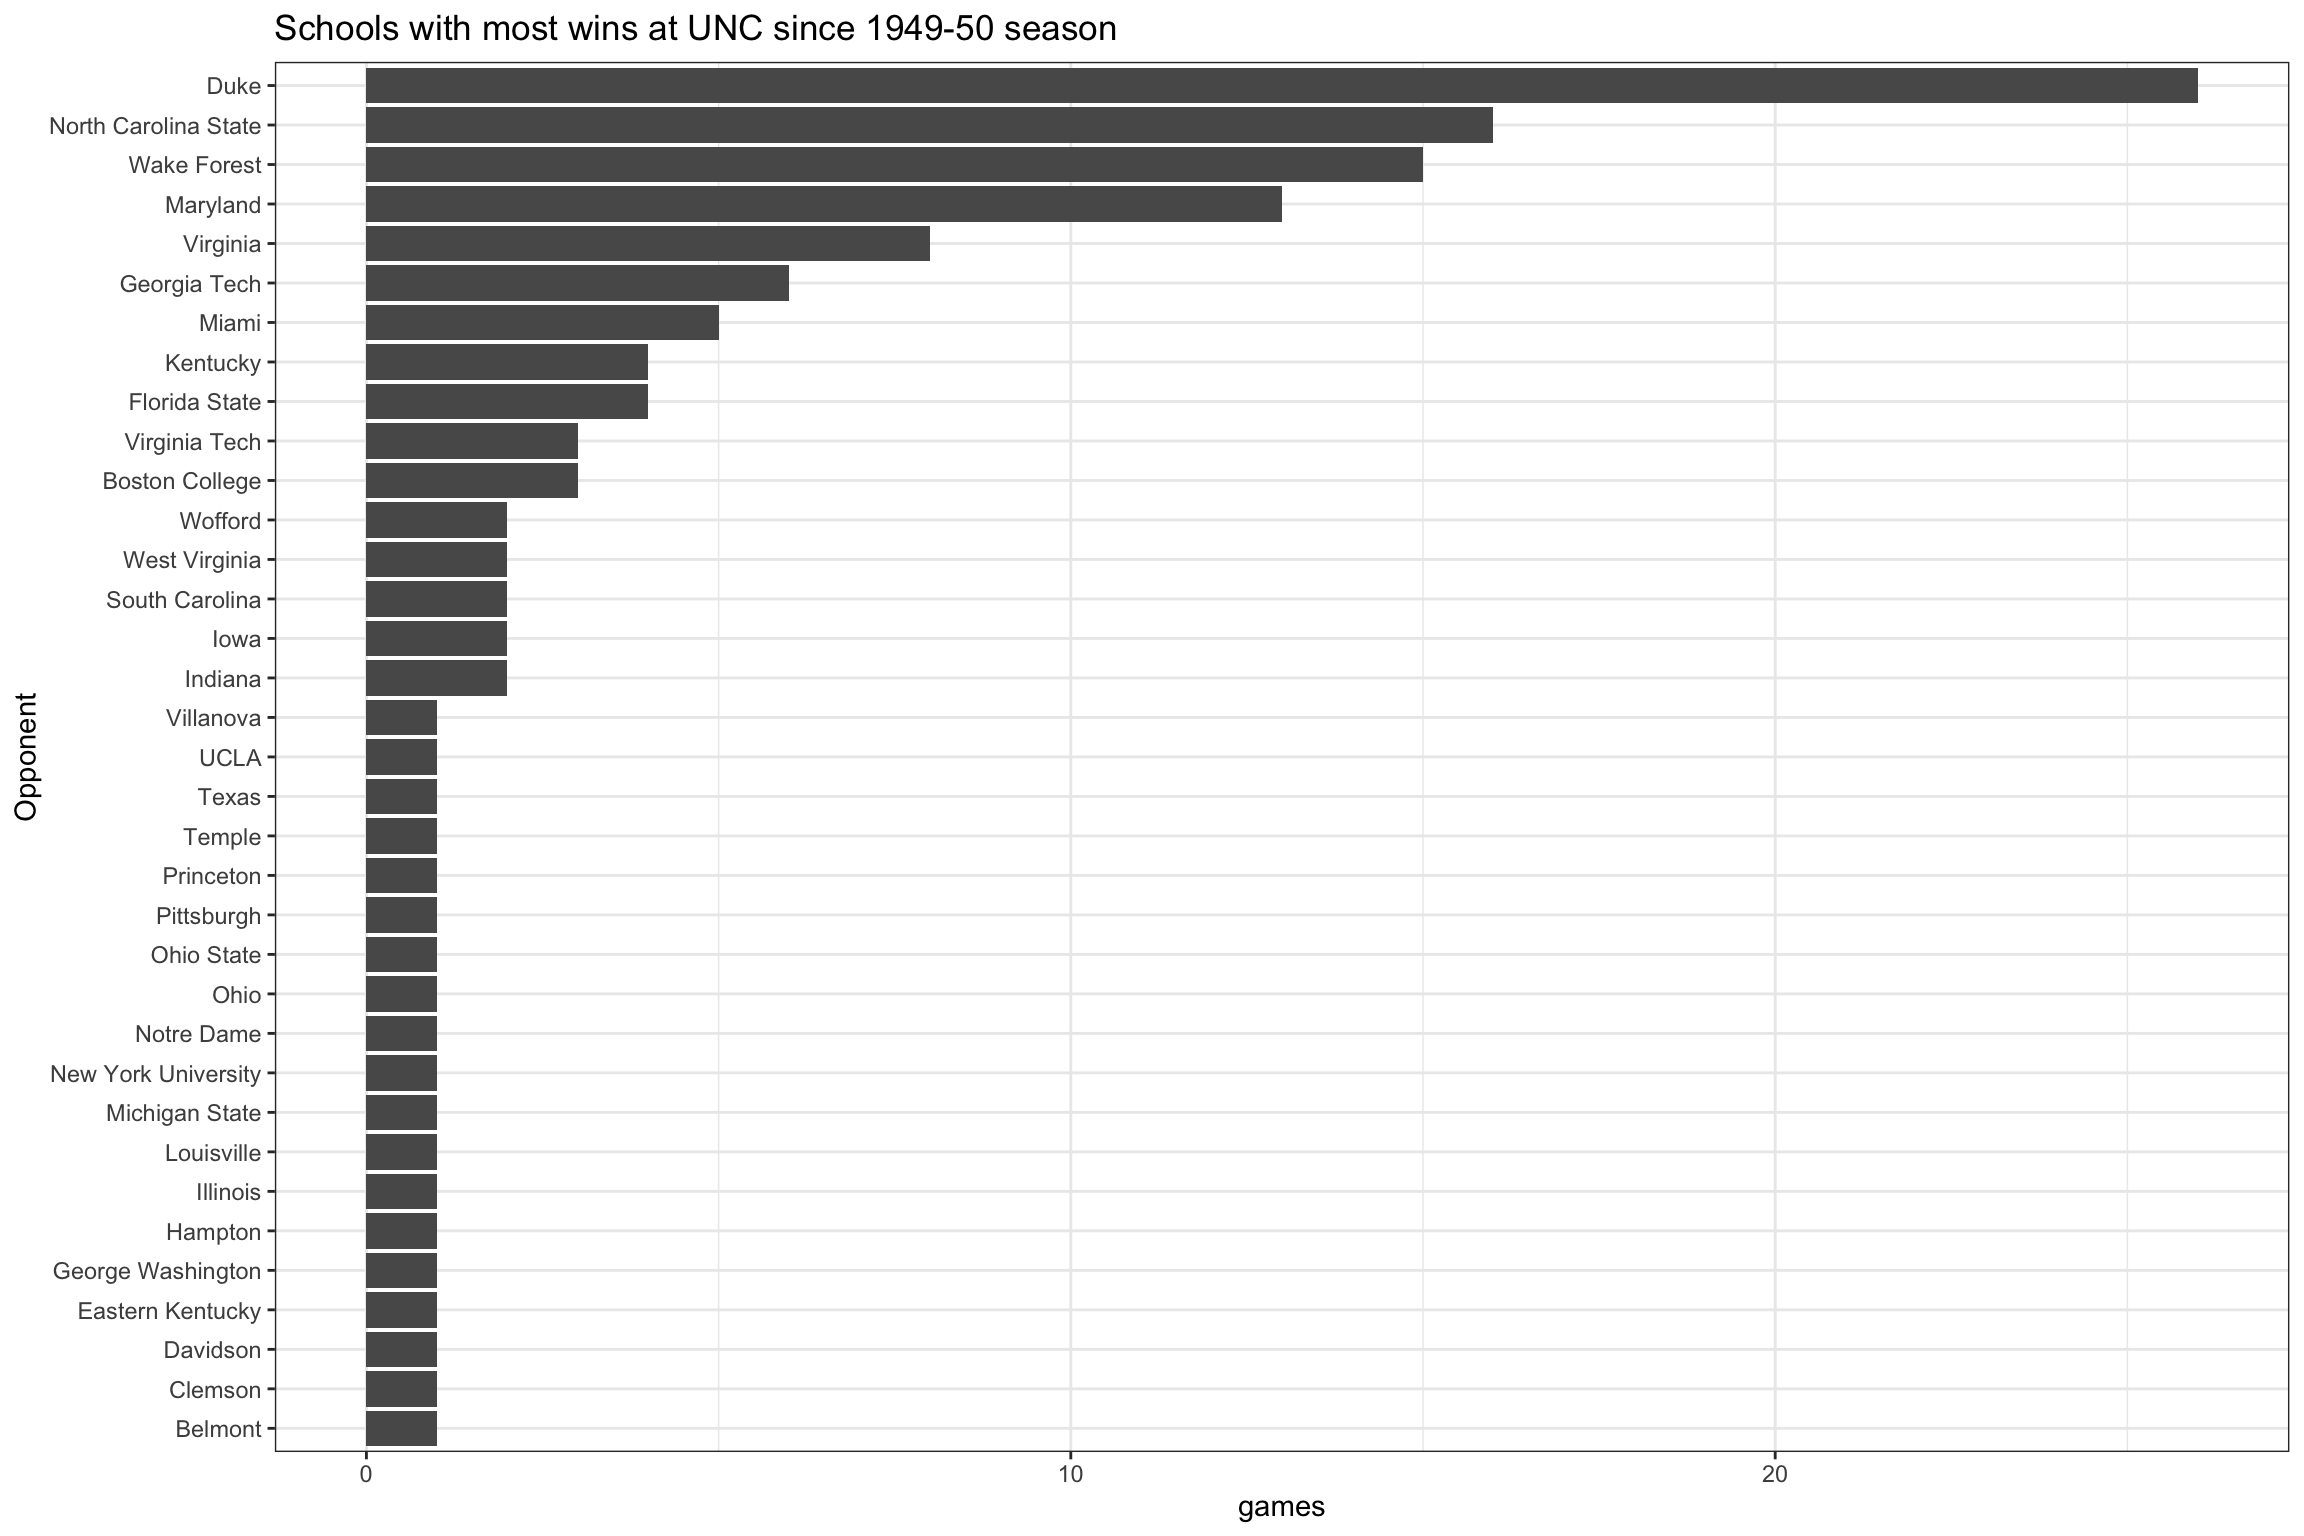 Schools with most wins at UNC since 1949-50 season
Duke
North Carolina State
Wake Forest
Maryland
Virginia
Georgia Tech
Miami
Kentucky
Florida State
Virginia Tech
Boston College
Wofford
West Virginia
South Carolina
Iowa
Indiana
Villanova
UCLA
Texas
Temple
Princeton
Pittsburgh
Ohio State
Ohio
Notre Dame
New York University
Michigan State
Louisville
Illinois
Hampton
George Washington
Eastern Kentucky
Davidson
Clemson
Belmont
Opponent
0 10 20
games